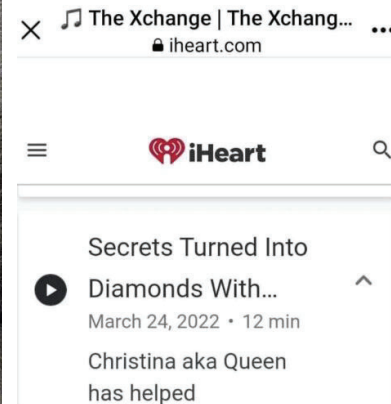 The Xchange | The Xchang...
iheart.com
iHeart
Secrets Turned Into
Diamonds With...
March 24, 2022 • 12 min
Christina aka Queen
has helped